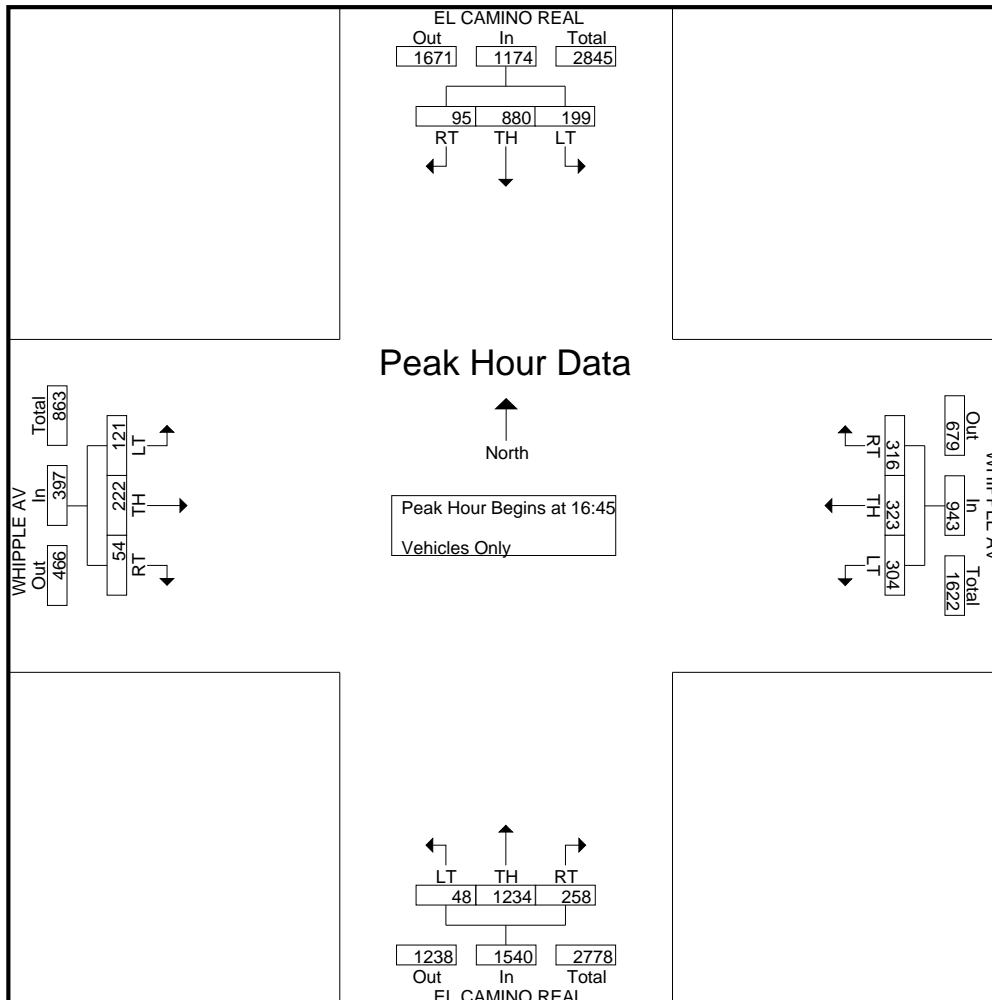 EL CAMINO REAL
Out In Total
1671 1174 2845
95 880 199
RT TH LT
Peak Hour Data
North
Peak Hour Begins at 16:45
Vehicles Only
WHIPPLE AV
Out In Total
466 397 863
54 222 121
RT TH LT
WHIPPLE AV
Out In Total
679 943 1622
316 323 304
RT TH LT
LT TH RT
48 1234 258
1238 1540 2778
Out In Total
EL CAMINO REAL